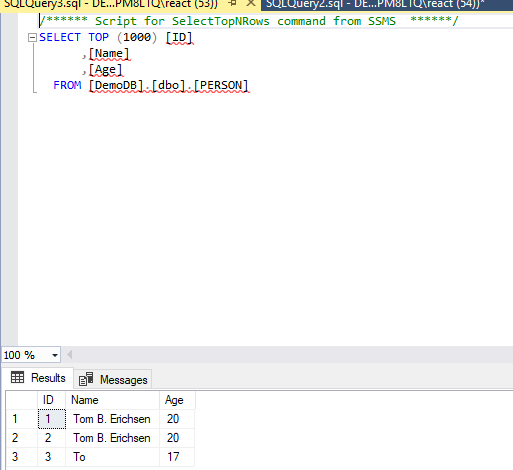 SQLQuery3.sql - DE...PM8L1Q\react (53)) SQLQuery2.sql - DE...PM8L1Q\react (54))*
/****** Script for SelectTopNRows command from SSMS ******/
SELECT TOP (1000) [ID]
,[Name]
,[Age]
FROM [DemoDB].[dbo].[PERSON]
100 %
Results Messages
ID Name Age
1 1 Tom B. Erichsen 20
2 2 Tom B. Erichsen 20
3 3 To 17